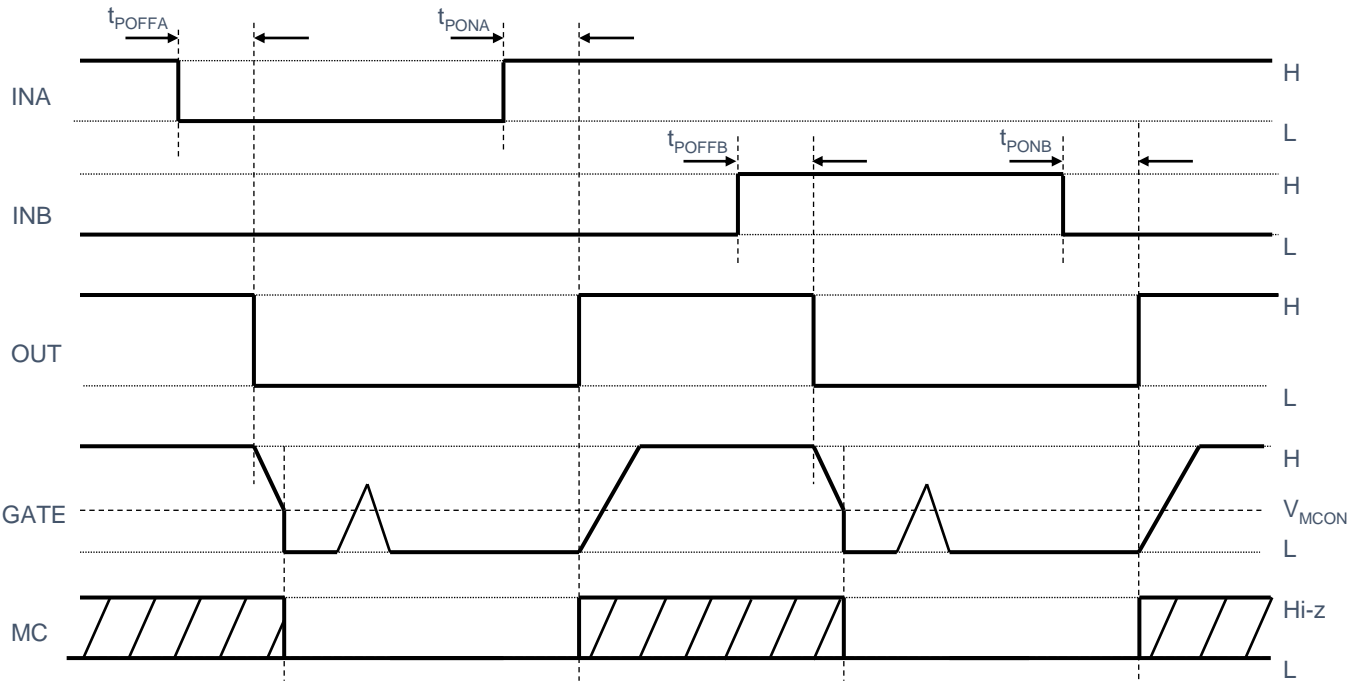 tPOFFA
tPONA
INA
H
L
tPOFFB
tPONB
INB
H
L
OUT
H
L
GATE
H
VMCON
L
MC
Hi-z
L